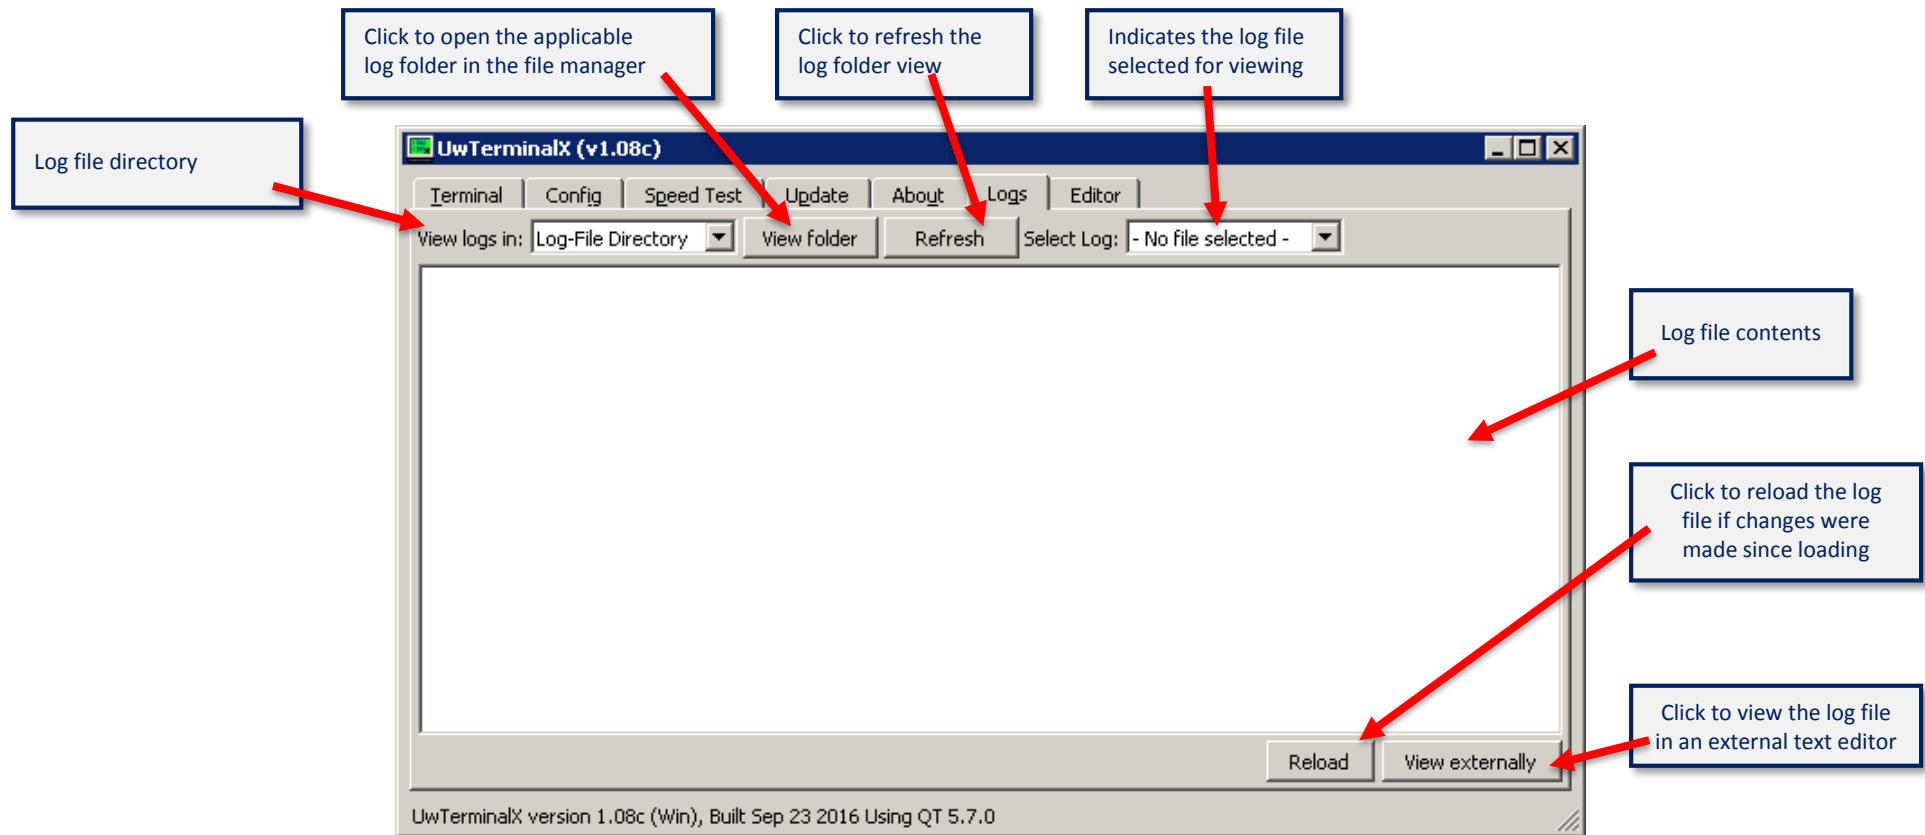 Click to open the applicable
log folder in the file manager
Click to refresh the
log folder view
Indicates the log file
selected for viewing
Log file directory
UwTerminalX (v1.08c)
Terminal
Config
Speed Test
Update
About
Logs
Editor
View logs in:
Log-File Directory
View folder
Refresh
Select Log:
- No file selected -
Log file contents
Click to reload the log
file if changes were
made since loading
Click to view the log file
in an external text editor
Reload
View externally
UwTerminalX version 1.08c (Win), Built Sep 23 2016 Using QT 5.7.0